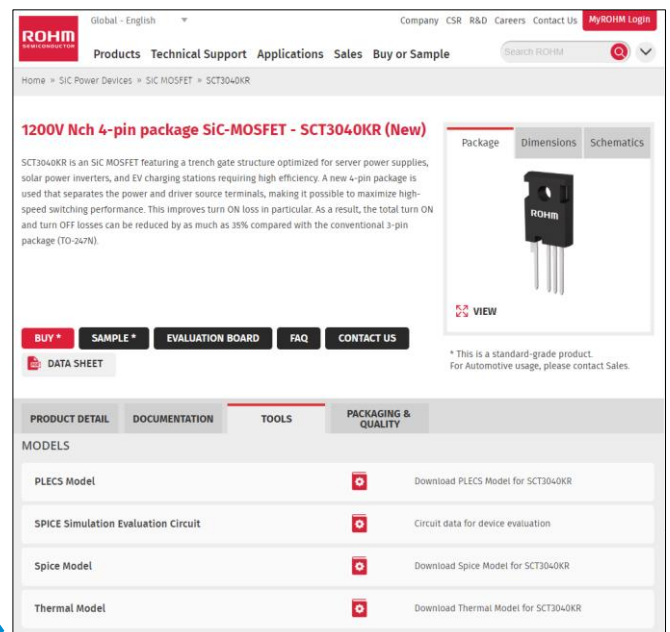 ROHM
SEMICONDUCTOR
Global - English
Company CSR R&D Careers Contact Us
MyROHM Login
Products Technical Support Applications Sales Buy or Sample
Search ROHM
Home » SiC Power Devices » SiC MOSFET » SCT3040KR
1200V Nch 4-pin package SiC-MOSFET - SCT3040KR (New)
SCT3040KR is an SiC MOSFET featuring a trench gate structure optimized for server power supplies,
solar power inverters, and EV charging stations requiring high efficiency. A new 4-pin package is
used that separates the power and driver source terminals, making it possible to maximize high-
speed switching performance. This improves turn ON loss in particular. As a result, the total turn ON
and turn OFF losses can be reduced by as much as 35% compared with the conventional 3-pin
package (TO-247N).
Package Dimensions Schematics
ROHM
VIEW
BUY * SAMPLE * EVALUATION BOARD FAQ CONTACT US
DATA SHEET
* This is a standard-grade product.
For Automotive usage, please contact Sales.
PRODUCT DETAIL DOCUMENTATION TOOLS PACKAGING &
QUALITY
MODELS
PLECS Model Download PLECS Model for SCT3040KR
SPICE Simulation Evaluation Circuit Circuit data for device evaluation
Spice Model Download Spice Model for SCT3040KR
Thermal Model Download Thermal Model for SCT3040KR